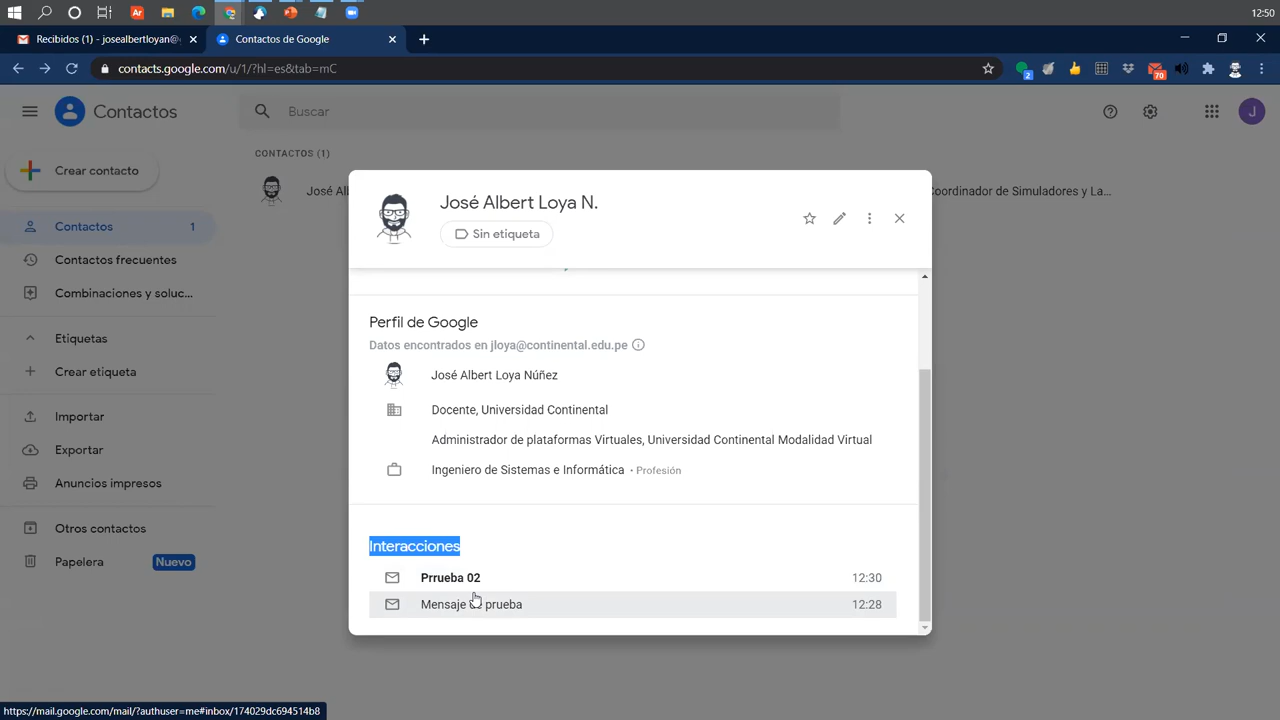 12:50
Recibidos (1) - josealbertloyan@
Contactos de Google
contacts.google.com/u/1/?hl=es&tab=mC
2
70
Contactos
Buscar
J
CONTACTOS (1)
Crear contacto
José Al
Coordinador de Simuladores y La...
José Albert Loya N.
Sin etiqueta
Contactos
1
Contactos frecuentes
Combinaciones y soluc...
Etiquetas
Crear etiqueta
Importar
Exportar
Anuncios impresos
Otros contactos
Papelera
Nuevo
Perfil de Google
Datos encontrados en jloya@continental.edu.pe
José Albert Loya Núñez
Docente, Universidad Continental
Administrador de plataformas Virtuales, Universidad Continental Modalidad Virtual
Ingeniero de Sistemas e Informática • Profesión
Interacciones
Prrueba 02 12:30
Mensaje de prueba 12:28
https://mail.google.com/mail/?authuser=me#inbox/174029dc694514b8